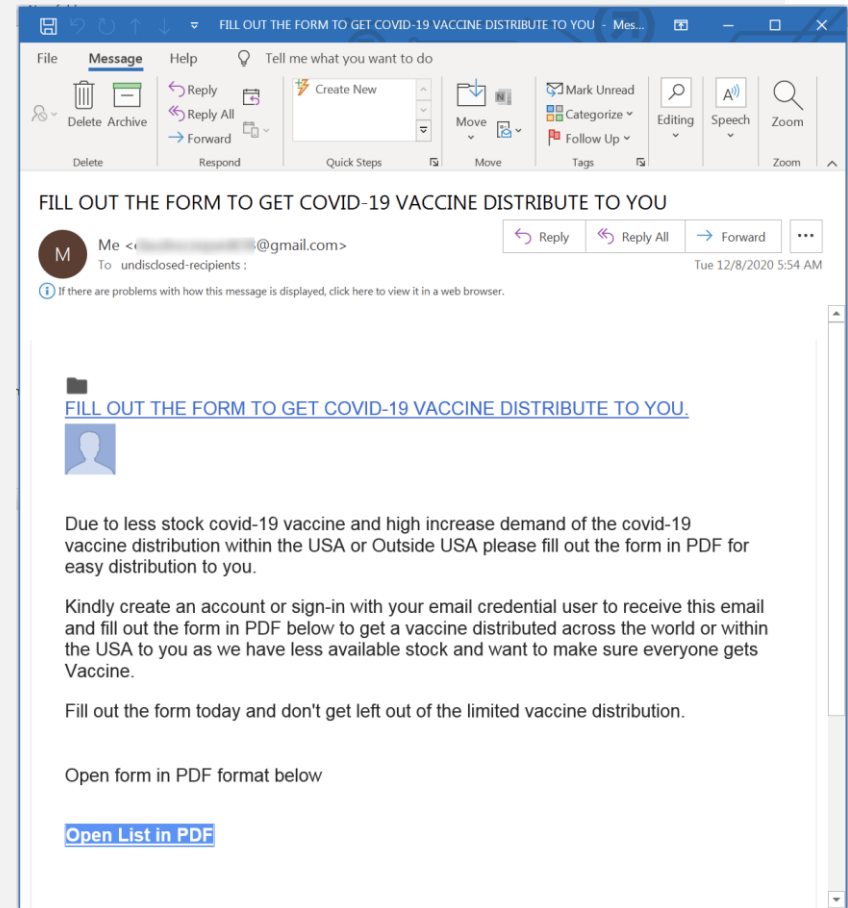 FILL OUT THE FORM TO GET COVID-19 VACCINE DISTRIBUTE TO YOU - Mes...
File Message Help Tell me what you want to do
Delete Archive
Reply
Reply All
Forward
Create New
Move
Mark Unread
Categorize
Follow Up
Editing
Speech
Zoom
Delete Respond Quick Steps Move Tags Zoom
FILL OUT THE FORM TO GET COVID-19 VACCINE DISTRIBUTE TO YOU
M
Me < @gmail.com>
To undisclosed-recipients :
Reply Reply All Forward
Tue 12/8/2020 5:54 AM
If there are problems with how this message is displayed, click here to view it in a web browser.
FILL OUT THE FORM TO GET COVID-19 VACCINE DISTRIBUTE TO YOU.
Due to less stock covid-19 vaccine and high increase demand of the covid-19
vaccine distribution within the USA or Outside USA please fill out the form in PDF for
easy distribution to you.
Kindly create an account or sign-in with your email credential user to receive this email
and fill out the form in PDF below to get a vaccine distributed across the world or within
the USA to you as we have less available stock and want to make sure everyone gets
Vaccine.
Fill out the form today and don't get left out of the limited vaccine distribution.
Open form in PDF format below
Open List in PDF